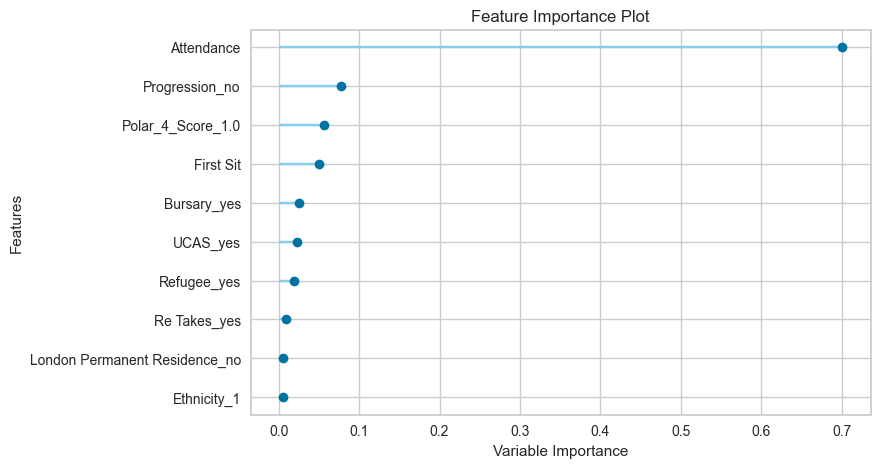 Feature Importance Plot
Features
Attendance
Progression_no
Polar_4_Score_1.0
First Sit
Bursary_yes
UCAS_yes
Refugee_yes
Re Takes_yes
London Permanent Residence_no
Ethnicity_1
0.0 0.1 0.2 0.3 0.4 0.5 0.6 0.7
Variable Importance